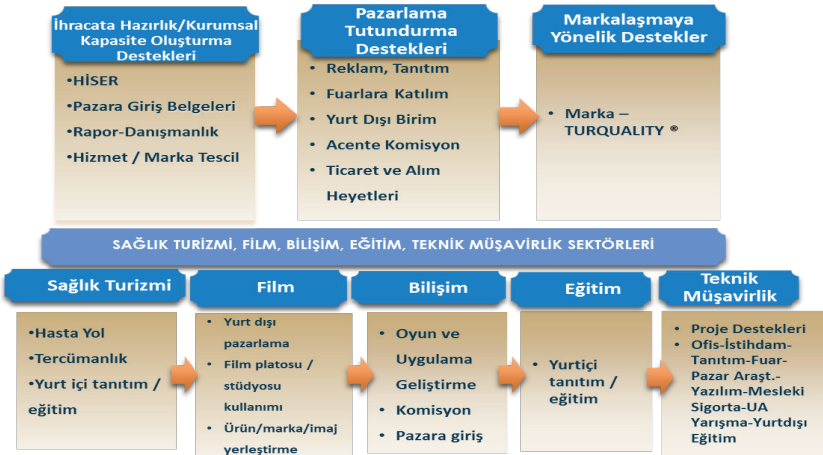 İhracata Hazırlık/Kurumsal
Kapasite Oluşturma
Destekleri
•HİSER
•Pazara Giriş Belgeleri
•Rapor-Danışmanlık
•Hizmet / Marka Tescil
Pazarlama
Tutundurma
Destekleri
• Reklam, Tanıtım
• Fuarlara Katılım
• Yurt Dışı Birim
• Acente Komisyon
• Ticaret ve Alım
Heyetleri
Markalaşmaya
Yönelik Destekler
• Marka –
TURQUALITY ®
SAĞLIK TURİZMİ, FİLM, BİLİŞİM, EĞİTİM, TEKNİK MÜŞAVİRLİK SEKTÖRLERİ
Sağlık Turizmi
•Hasta Yol
•Tercümanlık
•Yurt içi tanıtım /
eğitim
Film
• Yurt dışı
pazarlama
• Film platosu /
stüdyosu
kullanımı
• Ürün/marka/imaj
yerleştirme
Bilişim
• Oyun ve
Uygulama
Geliştirme
• Komisyon
• Pazara giriş
Eğitim
• Yurtiçi
tanıtım /
eğitim
Teknik
Müşavirlik
• Proje Destekleri
• Ofis-İstihdam-
Tanıtım-Fuar-
Pazar Araşt.-
Yazılım-Mesleki
Sigorta-UA
Yarışma-Yurtdışı
Eğitim